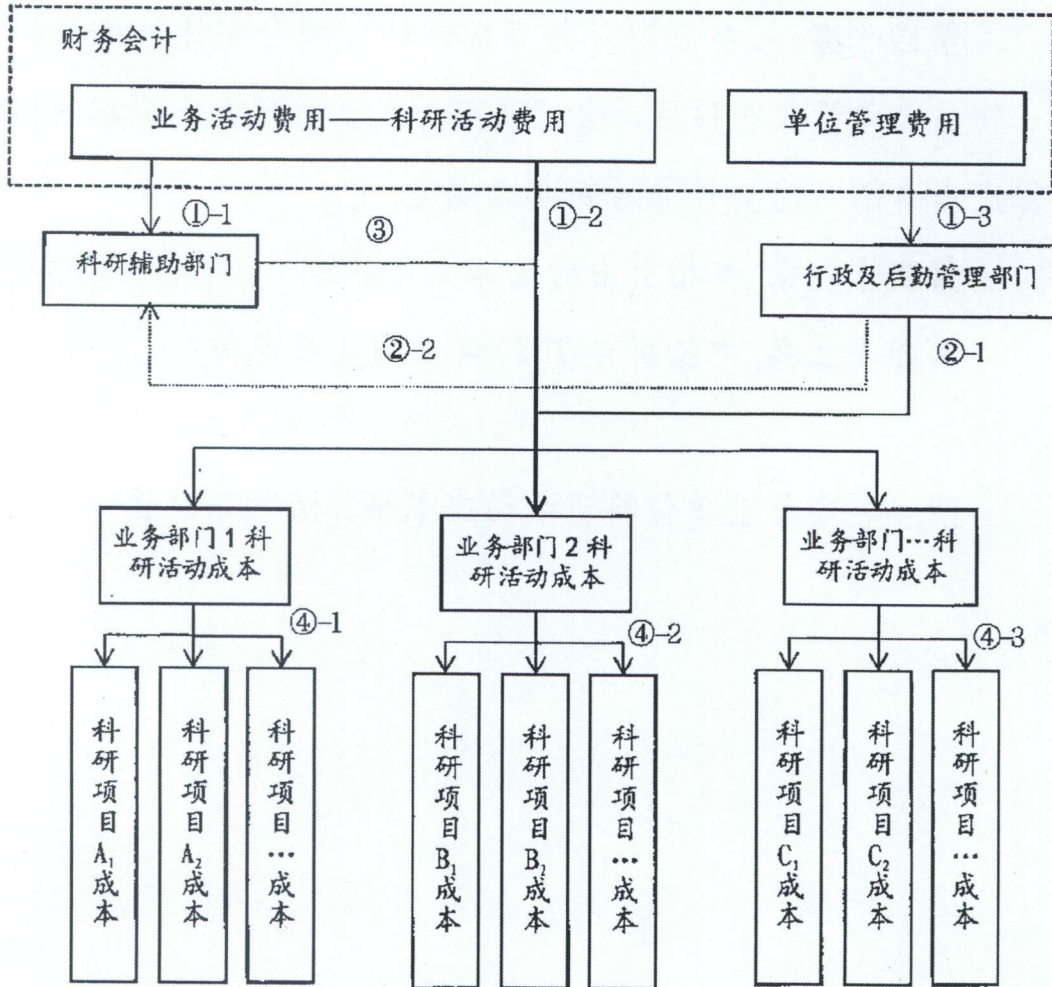 财务会计
业务活动费用——科研活动费用
单位管理费用
①-1
③
①-2
①-3
科研辅助部门
行政及后勤管理部门
②-2
②-1
业务部门1科
研活动成本
业务部门2科
研活动成本
业务部门…科
研活动成本
④-1
④-2
④-3
科研项目A₁成本
科研项目A₂成本
科研项目…成本
科研项目B₁成本
科研项目B₁成本
科研项目…成本
科研项目C₁成本
科研项目C₂成本
科研项目…成本